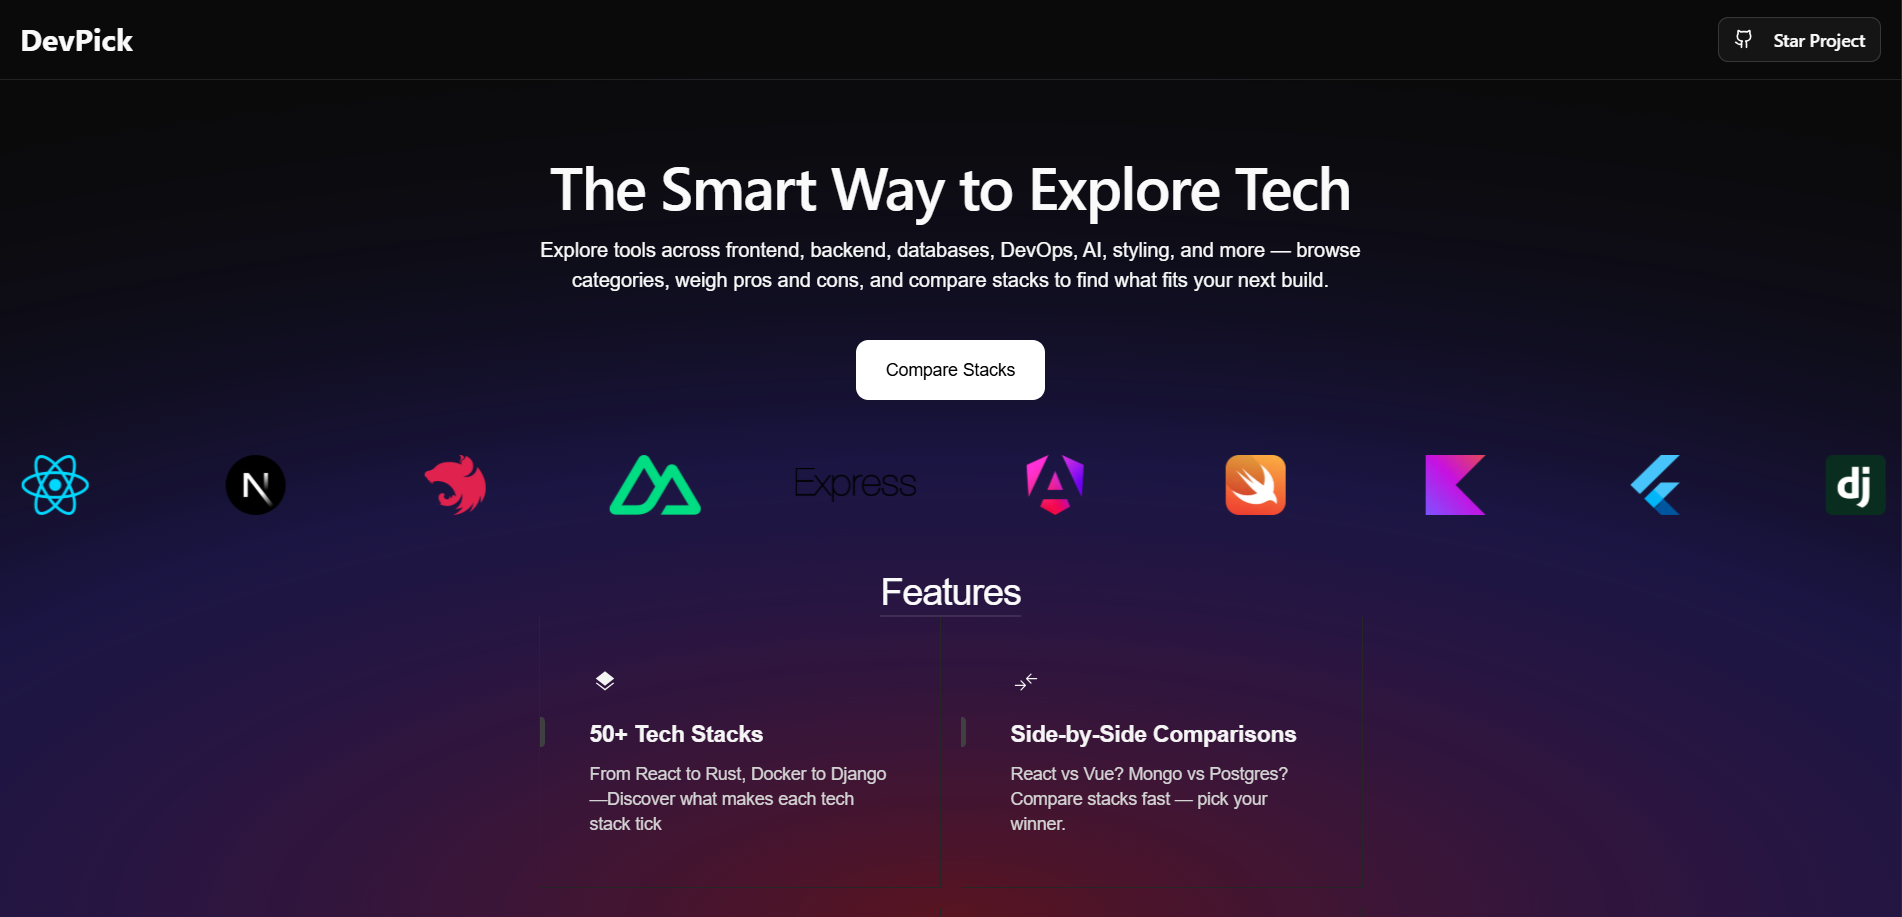 DevPick
Star Project
The Smart Way to Explore Tech
Explore tools across frontend, backend, databases, DevOps, AI, styling, and more — browse
categories, weigh pros and cons, and compare stacks to find what fits your next build.
Compare Stacks
N
Express
A
dj
Features
50+ Tech Stacks
From React to Rust, Docker to Django
—Discover what makes each tech
stack tick
Side-by-Side Comparisons
React vs Vue? Mongo vs Postgres?
Compare stacks fast — pick your
winner.